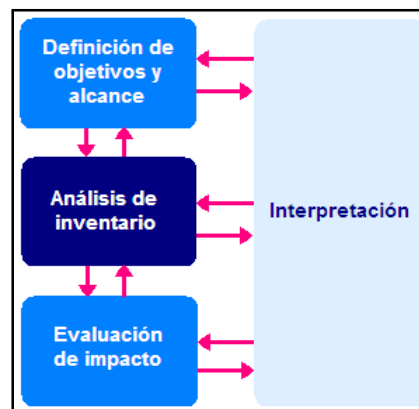 Definición de
objetivos y
alcance
Análisis de
inventario
Interpretación
Evaluación
de impacto